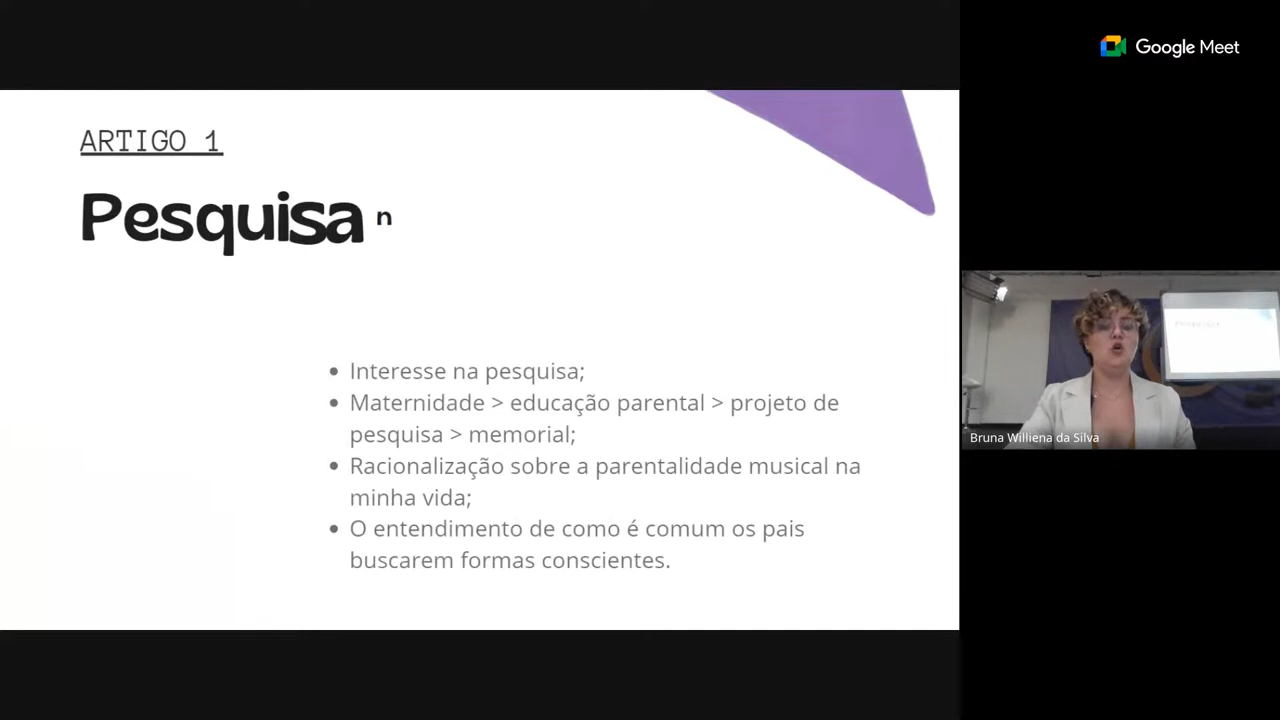 Google Meet
ARTIGO 1
Pesquisa n
• Interesse na pesquisa;
• Maternidade > educação parental > projeto de
pesquisa > memorial;
• Racionalização sobre a parentalidade musical na
minha vida;
• O entendimento de como é comum os pais
buscarem formas conscientes.
Bruna Williena da Silva